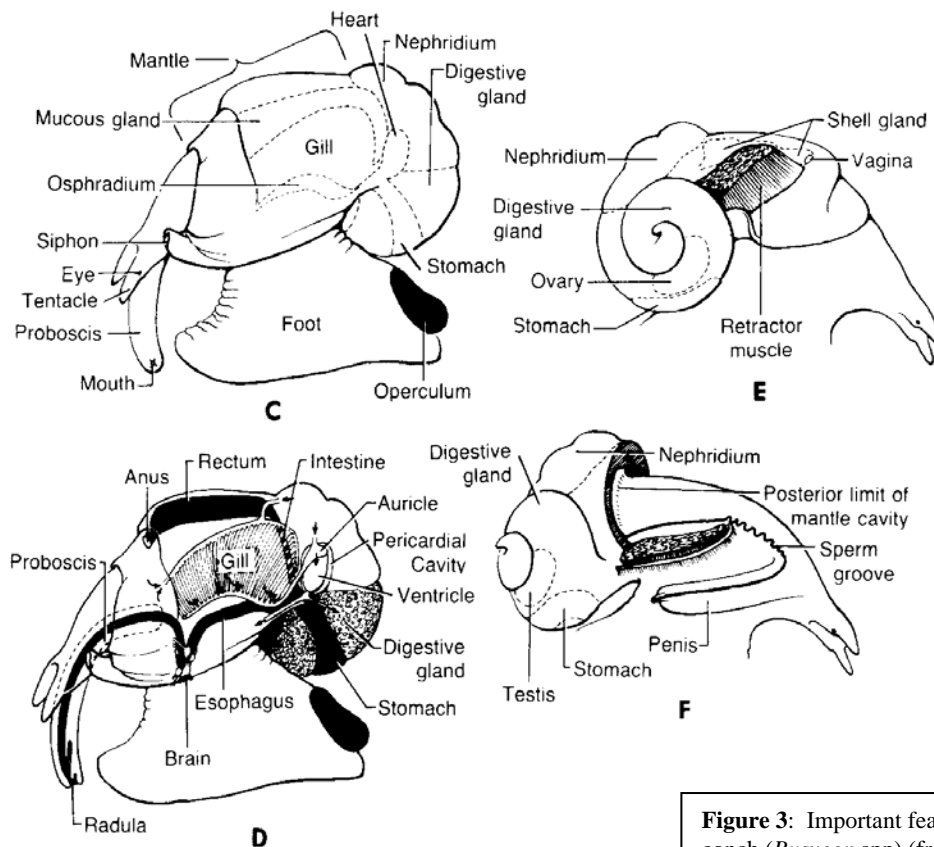 Heart
Nephridium
Mantle
Digestive
gland
Mucous gland
Gill
Osphradium
Siphon
Eye
Tentacle
Proboscis
Mouth
Foot
Stomach
Operculum
C
Shell gland
Nephridium
Vagina
Digestive
gland
Ovary
Stomach
Retractor
muscle
E
Rectum
Intestine
Anus
Auricle
Proboscis
Gill
Pericardial
Cavity
Ventricle
Digestive
gland
Esophagus
Stomach
Brain
Radula
D
Digestive
gland
Nephridium
Posterior limit of
mantle cavity
Sperm
groove
Penis
Stomach
Testis
F
Figure 3: Important fea